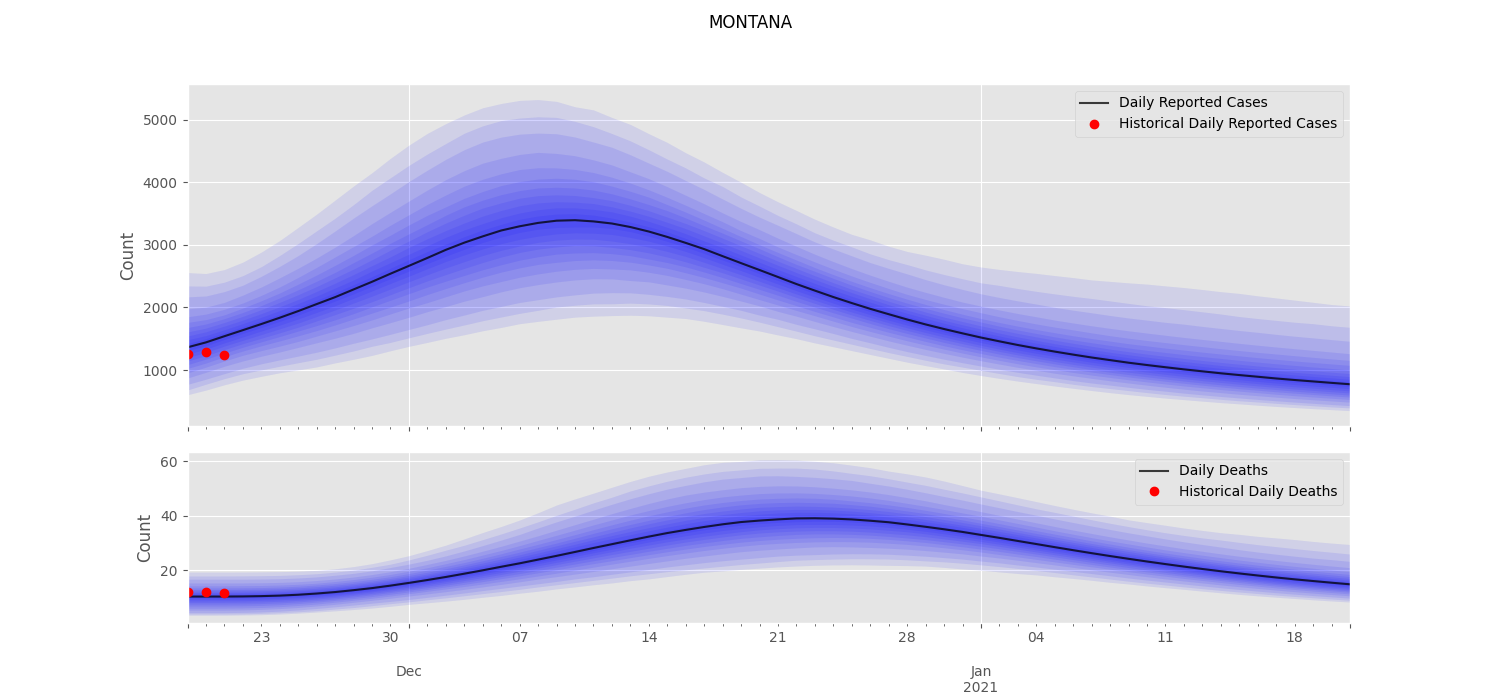 MONTANA
Daily Reported Cases
Historical Daily Reported Cases
5000
4000
3000
2000
1000
Count
Daily Deaths
Historical Daily Deaths
60
40
20
Count
23 30 07 14 21 28 04 11 18
Dec Jan
2021